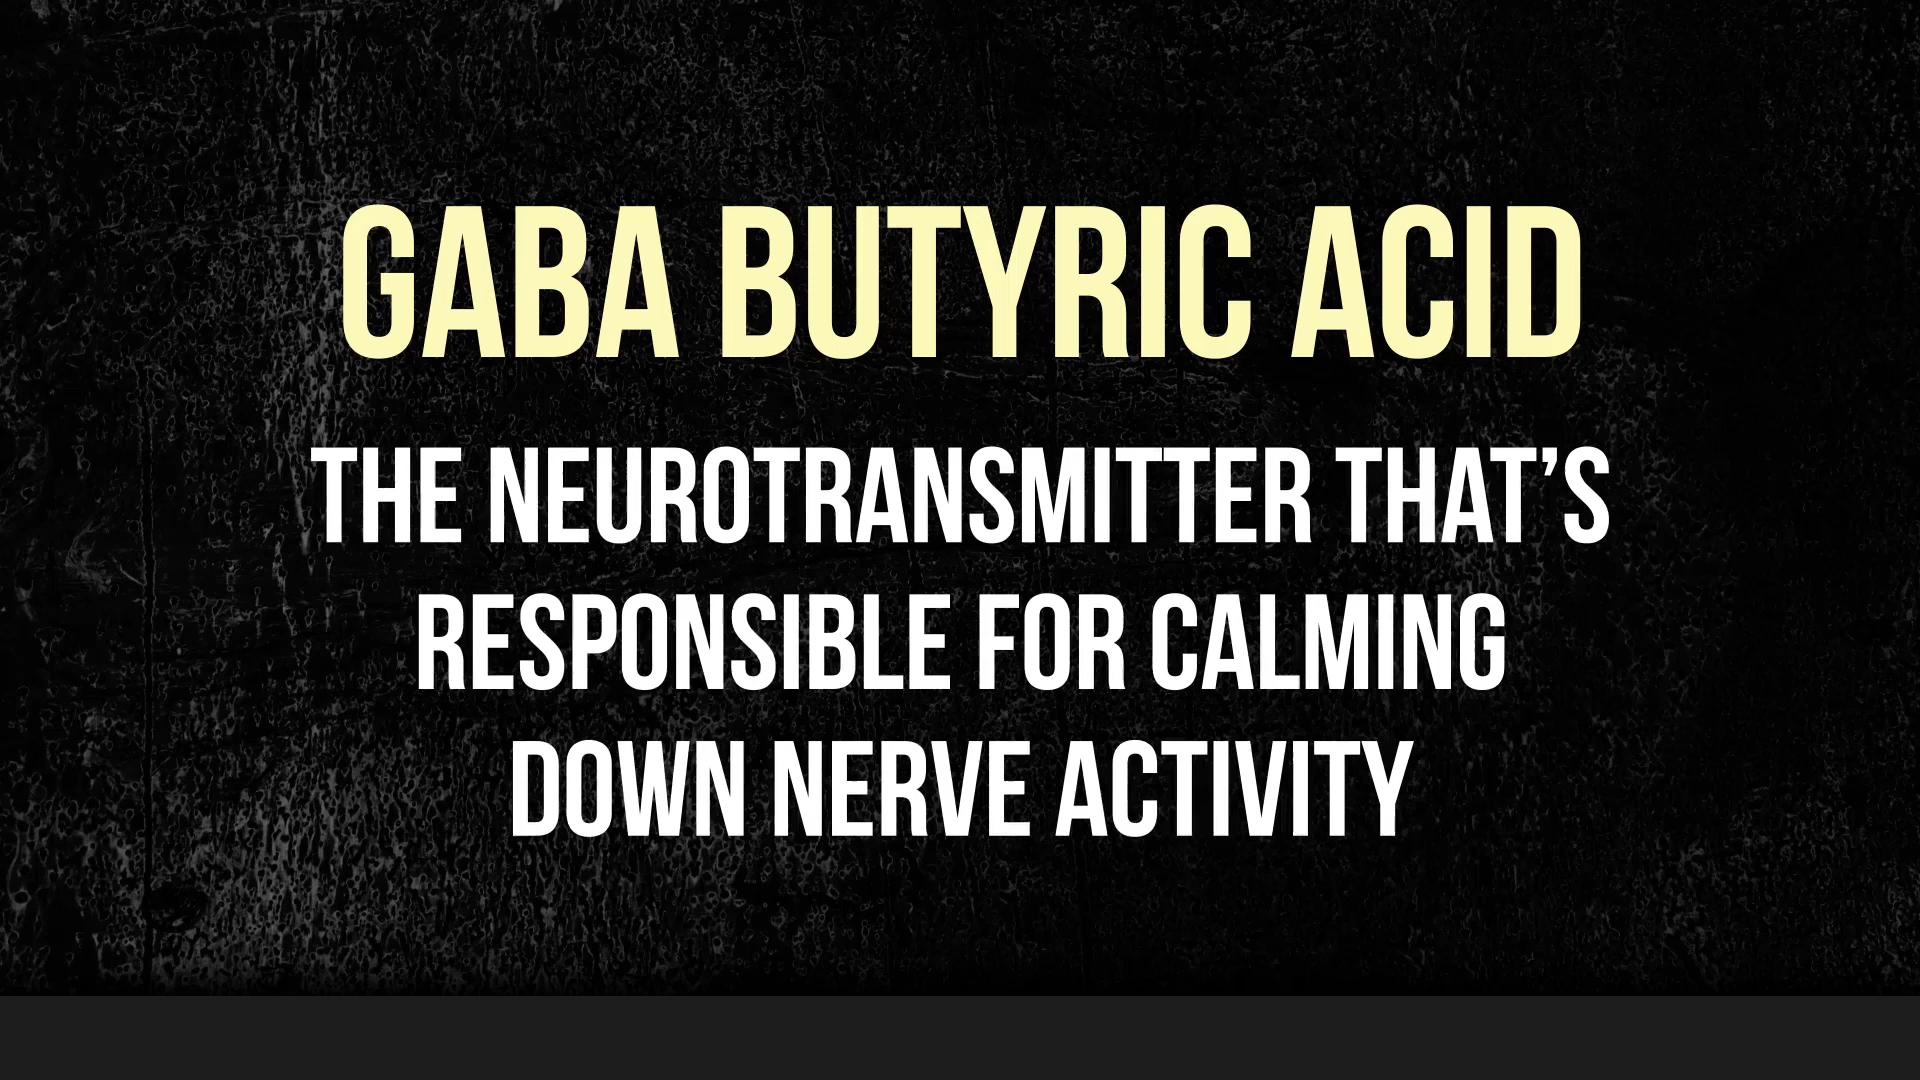 GABA BUTYRIC ACID
THE NEUROTRANSMITTER THAT’S
RESPONSIBLE FOR CALMING
DOWN NERVE ACTIVITY